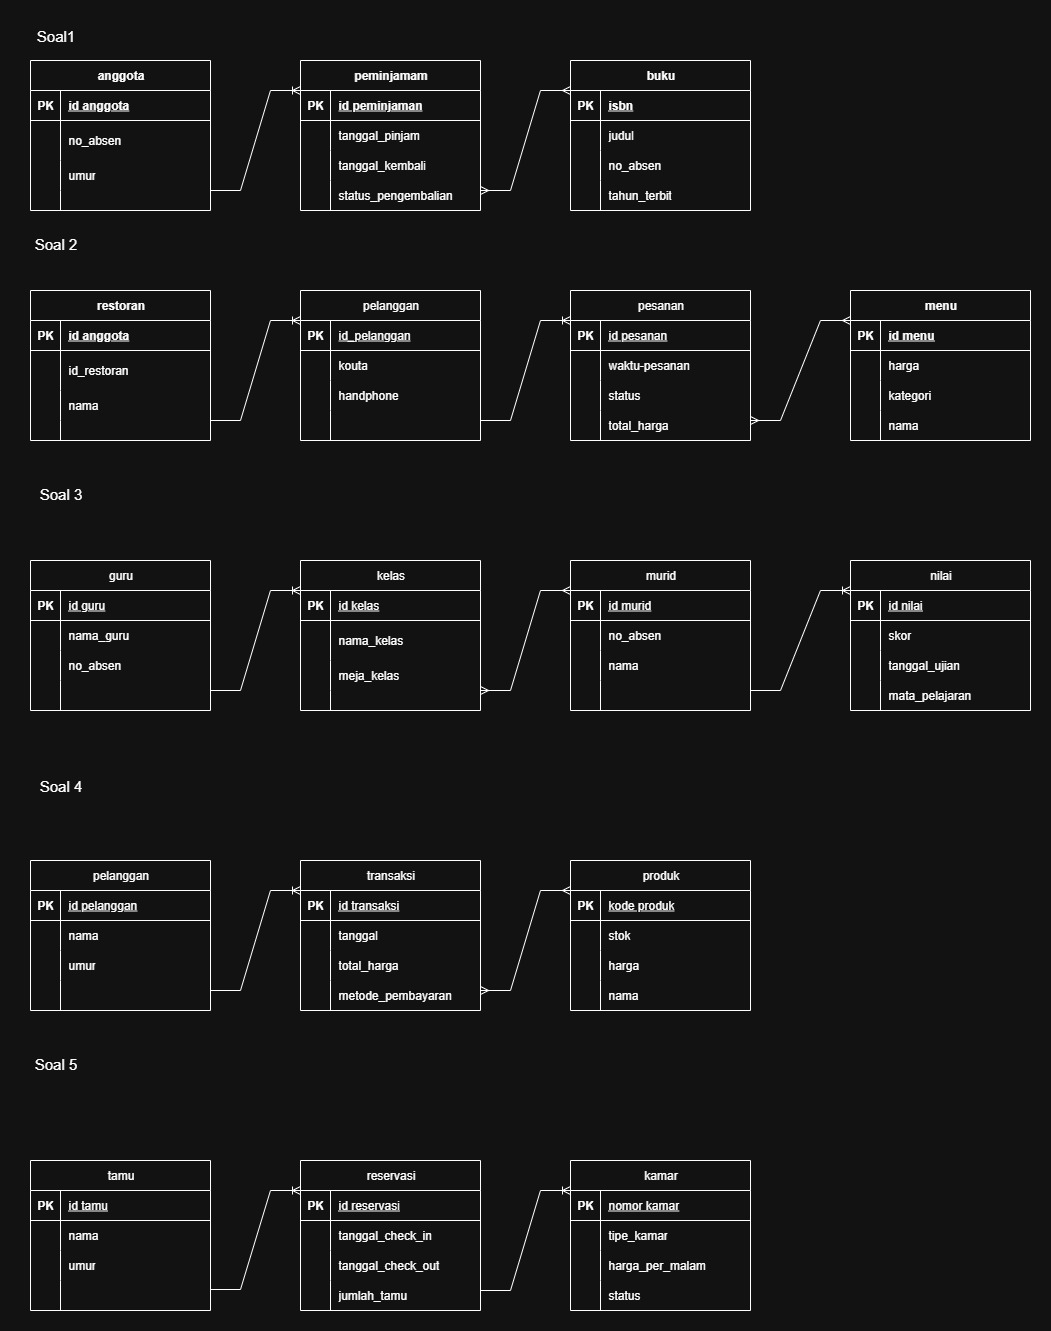 Soal1
anggota
PK id anggota
no_absen
umur
peminjamam
PK id peminjaman
tanggal_pinjam
tanggal_kembali
status_pengembalian
buku
PK isbn
judul
no_absen
tahun_terbit
Soal 2
restoran
PK id anggota
id_restoran
nama
pelanggan
PK id_pelanggan
kouta
handphone
pesanan
PK id pesanan
waktu-pesanan
status
total_harga
menu
PK id menu
harga
kategori
nama
Soal 3
guru
PK id guru
nama_guru
no_absen
kelas
PK id kelas
nama_kelas
meja_kelas
murid
PK id murid
no_absen
nama
nilai
PK id nilai
skor
tanggal_ujian
mata_pelajaran
Soal 4
pelanggan
PK id pelanggan
nama
umur
transaksi
PK id transaksi
tanggal
total_harga
metode_pembayaran
produk
PK kode produk
stok
harga
nama
Soal 5
tamu
PK id tamu
nama
umur
reservasi
PK id reservasi
tanggal_check_in
tanggal_check_out
jumlah_tamu
kamar
PK nomor kamar
tipe_kamar
harga_per_malam
status